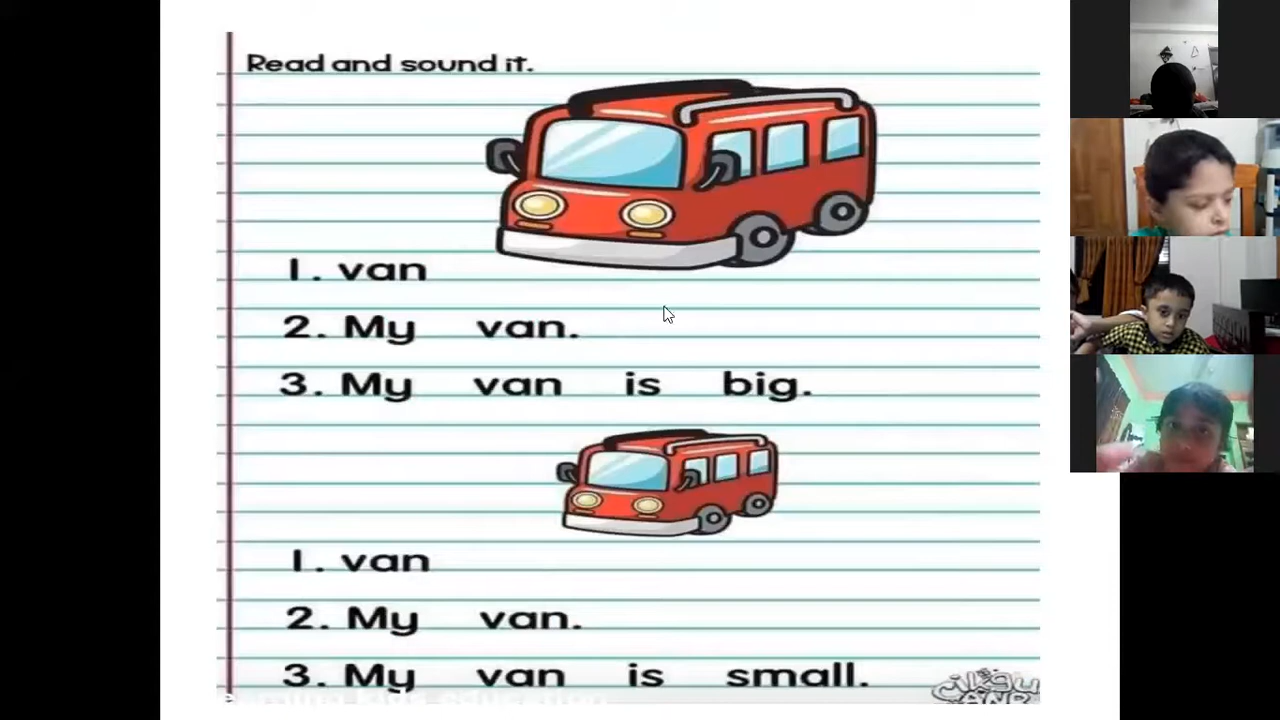 Read and sound it.
1. van
2. My van.
3. My van is big.
1. van
2. My van.
3. My van is small.